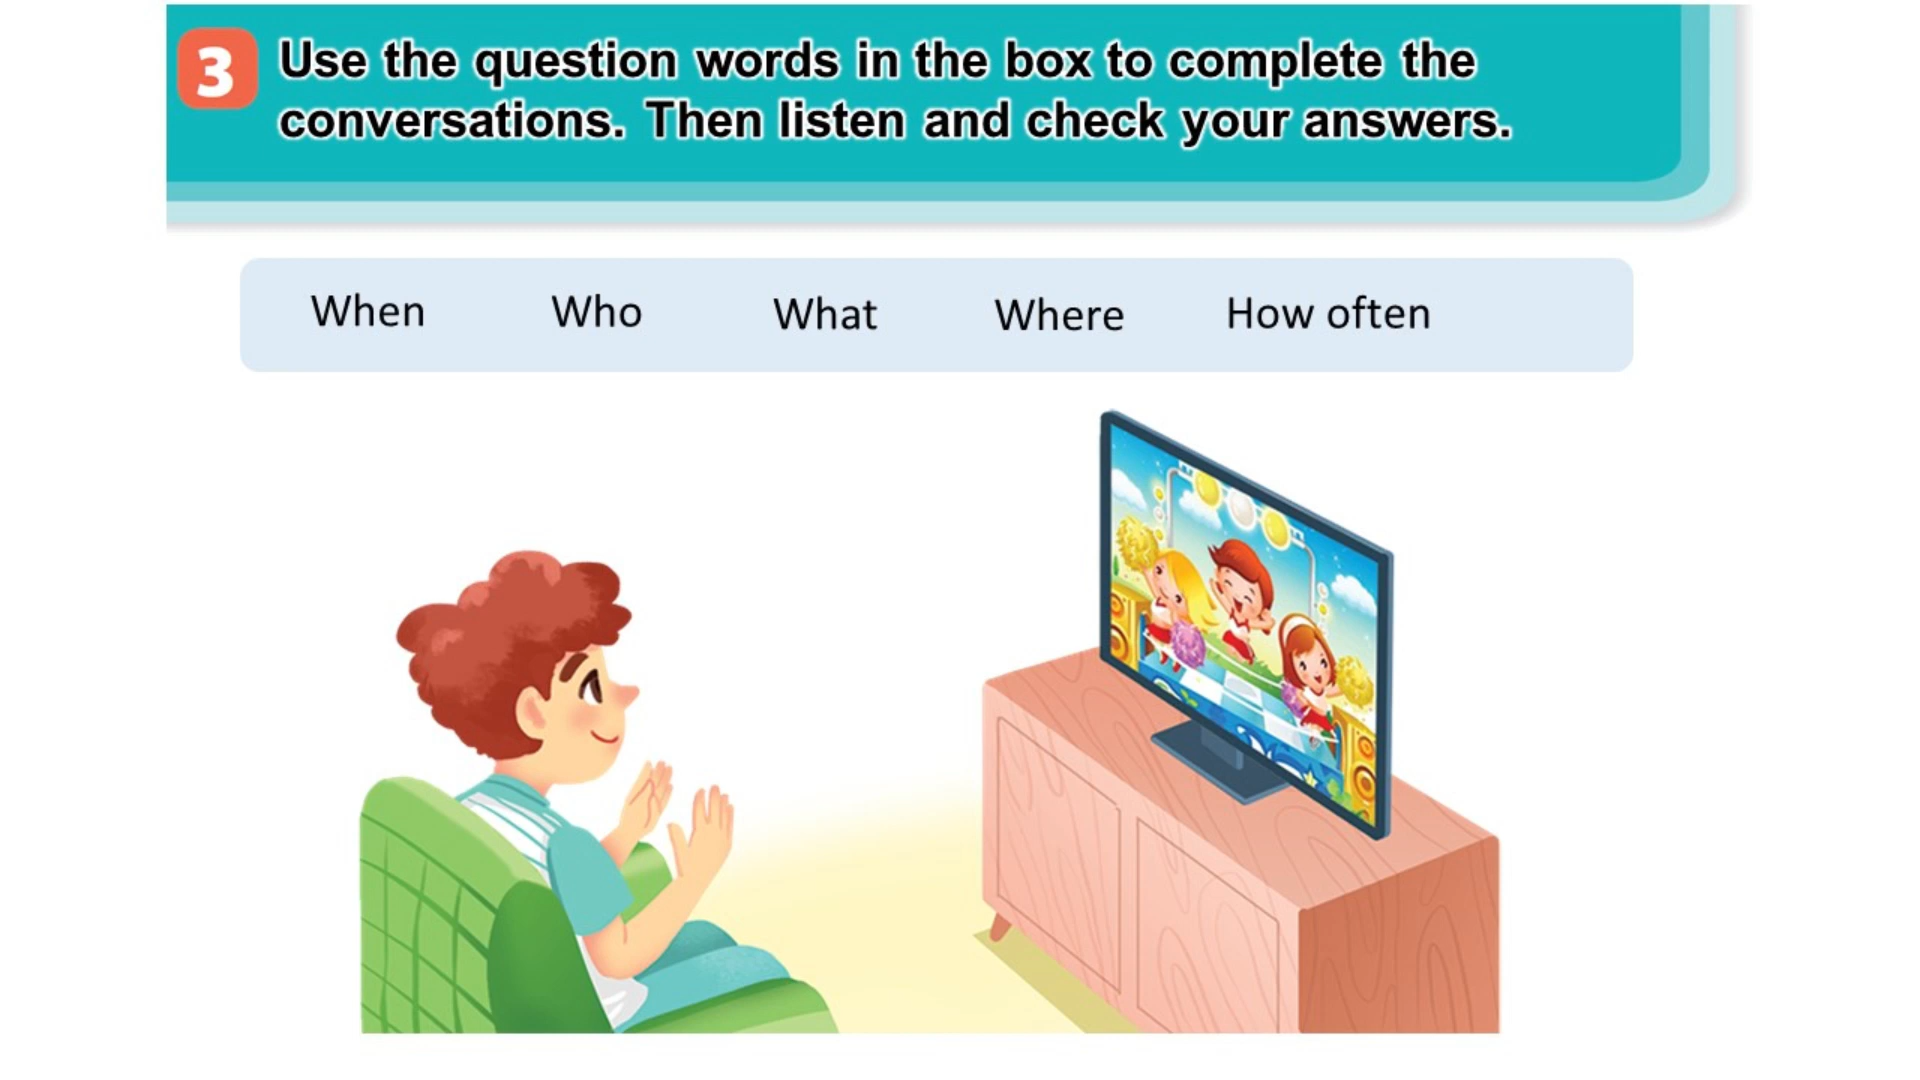 3 Use the question words in the box to complete the
conversations. Then listen and check your answers.
When Who What Where How often